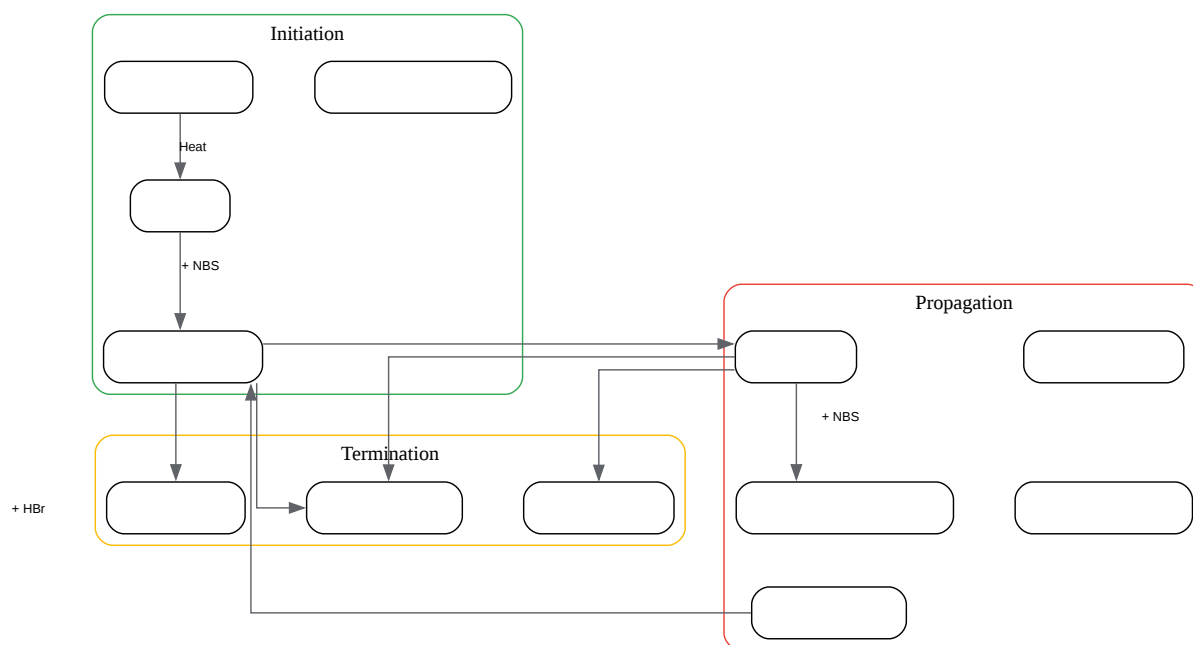 Initiation
Heat
+ NBS
Propagation
+ NBS
Termination
+ HBr